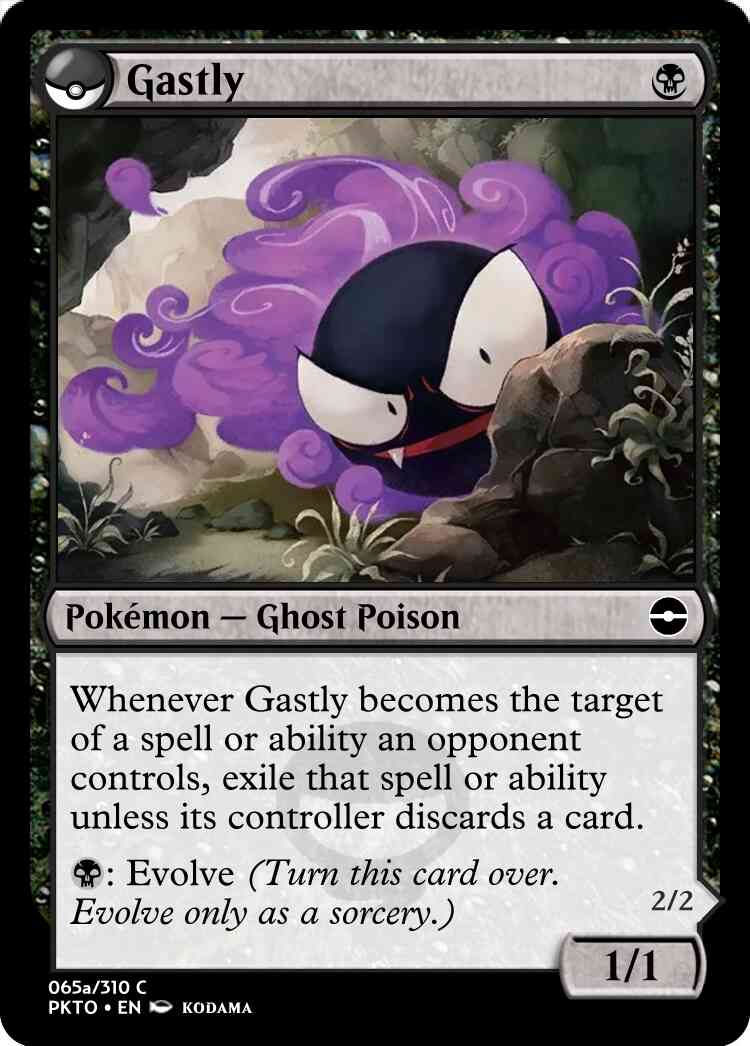 Gastly
Pokémon — Ghost Poison
Whenever Gastly becomes the target
of a spell or ability an opponent
controls, exile that spell or ability
unless its controller discards a card.
: Evolve (Turn this card over.
Evolve only as a sorcery.)
2/2
1/1
065a/310 C
PKTO • EN KODAMA